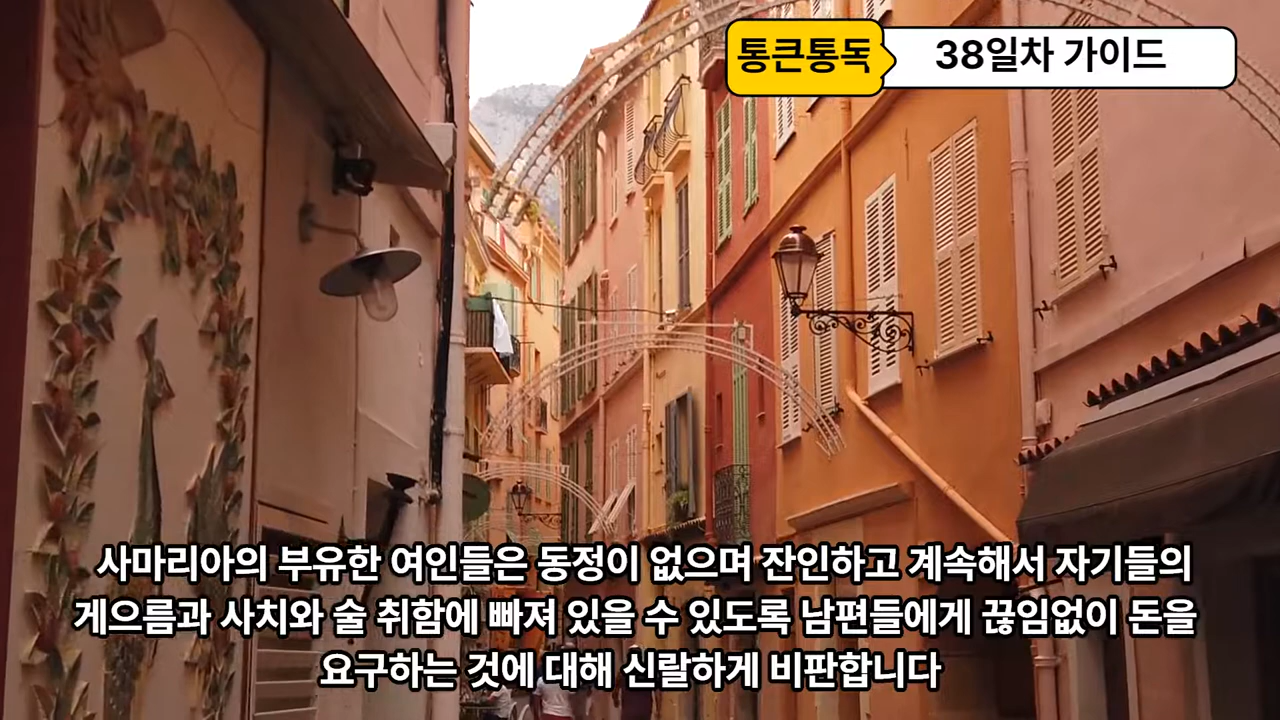 통큰통독 38일차 가이드
사마리아의 부유한 여인들은 동정이 없으며 잔인하고 계속해서 자기들의
게으름과 사치와 술 취함에 빠져 있을 수 있도록 남편들에게 끊임없이 돈을
요구하는 것에 대해 신랄하게 비판합니다